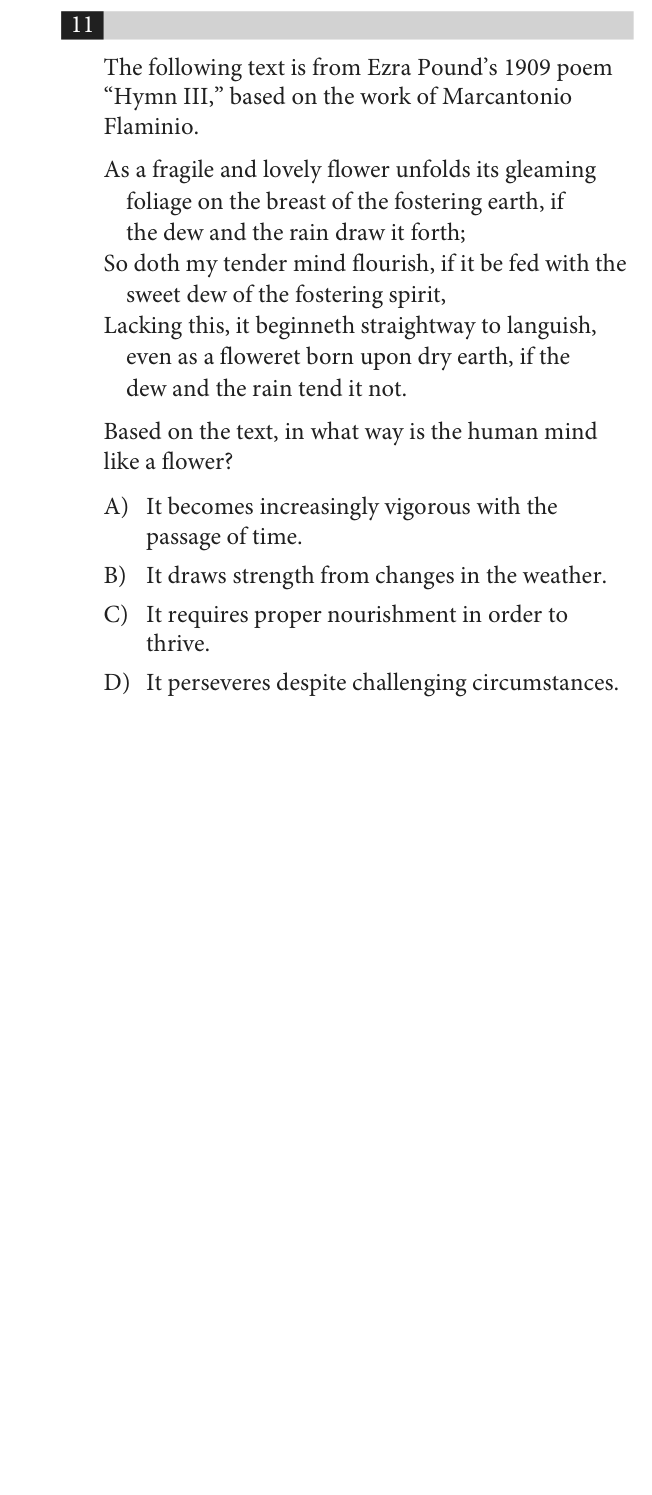 11
The following text is from Ezra Pound’s 1909 poem
“Hymn III,” based on the work of Marcantonio
Flaminio.
As a fragile and lovely flower unfolds its gleaming
foliage on the breast of the fostering earth, if
the dew and the rain draw it forth;
So doth my tender mind flourish, if it be fed with the
sweet dew of the fostering spirit,
Lacking this, it beginneth straightway to languish,
even as a floweret born upon dry earth, if the
dew and the rain tend it not.
Based on the text, in what way is the human mind
like a flower?
A) It becomes increasingly vigorous with the
passage of time.
B) It draws strength from changes in the weather.
C) It requires proper nourishment in order to
thrive.
D) It perseveres despite challenging circumstances.